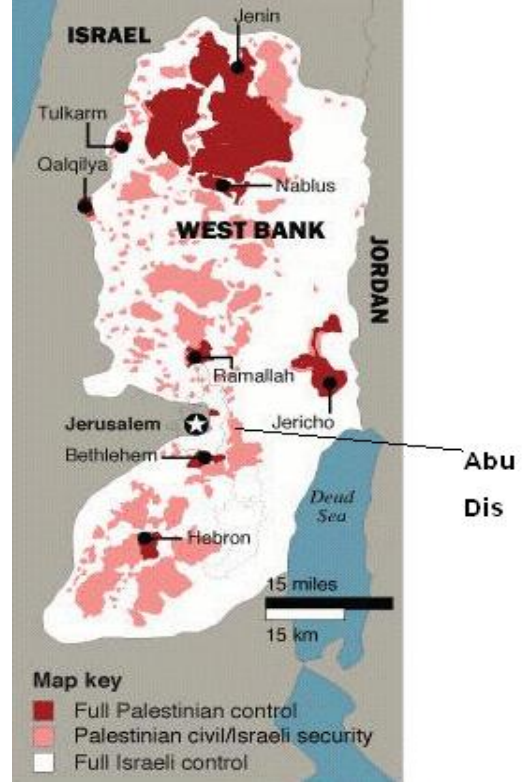 Jenin
ISRAEL
Tulkarm
Qalqilya
Nablus
WEST BANK
JORDAN
Ramallah
Jerusalem
Jericho
Bethlehem
Abu
Dis
Dead
Sea
Hebron
15 miles
15 km
Map key
Full Palestinian control
Palestinian civil/Israeli security
Full Israeli control